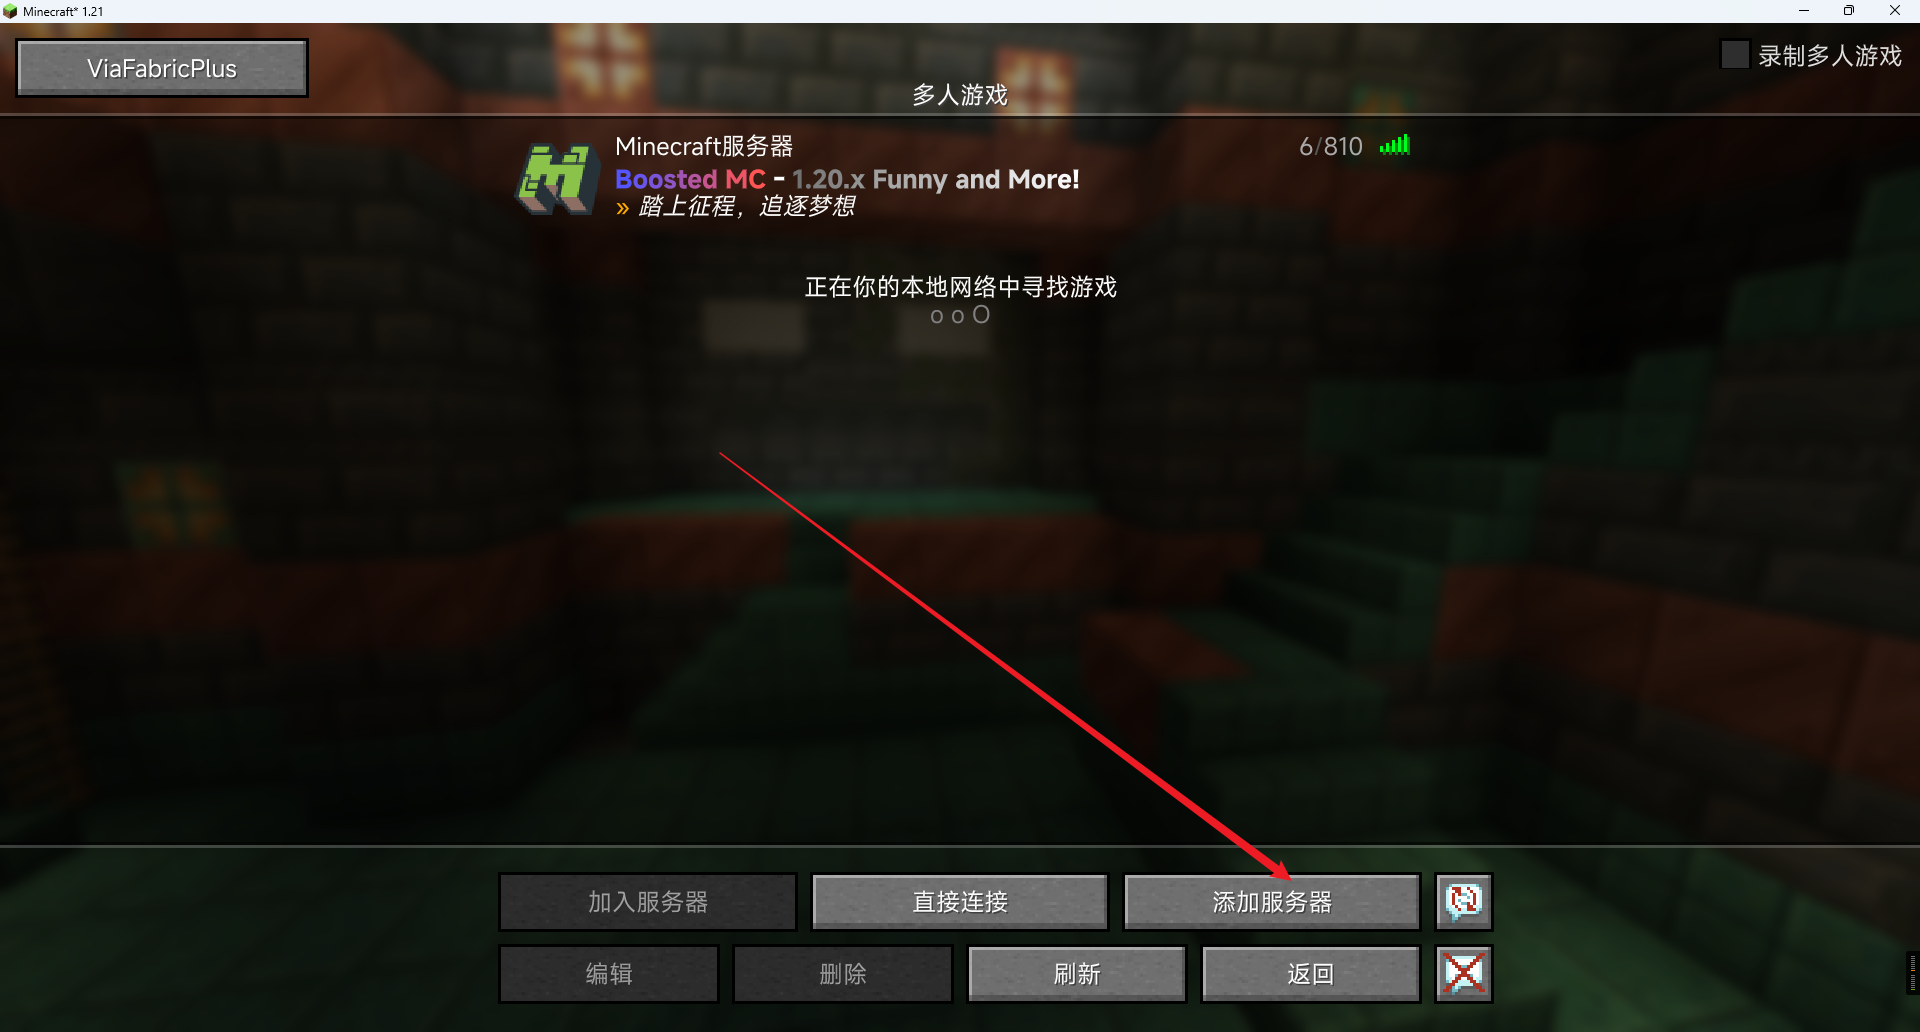 Minecraft* 1.21
ViaFabricPlus
录制多人游戏
多人游戏
Minecraft服务器
6/810
Boosted MC - 1.20.x Funny and More!
» 踏上征程，追逐梦想
正在你的本地网络中寻找游戏
o o O
加入服务器
直接连接
添加服务器
编辑
删除
刷新
返回